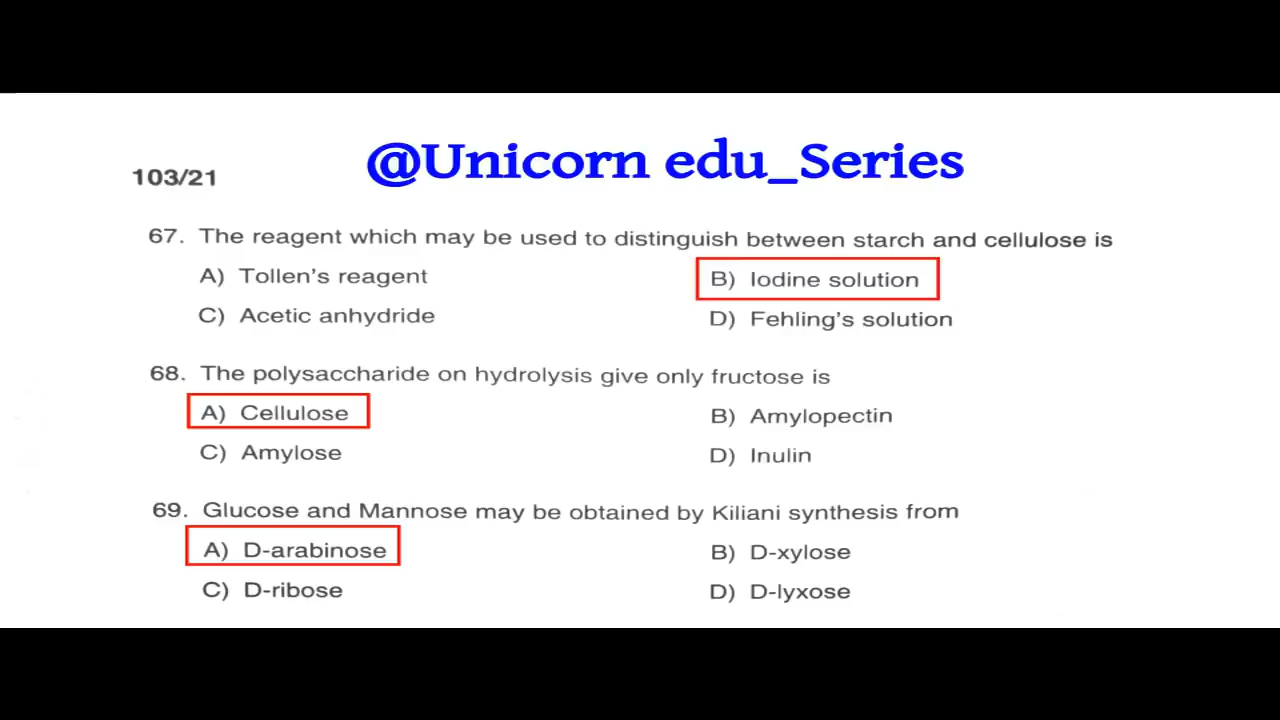 @Unicorn edu_Series
103/21
67. The reagent which may be used to distinguish between starch and cellulose is
A) Tollen's reagent B) Iodine solution
C) Acetic anhydride D) Fehling's solution
68. The polysaccharide on hydrolysis give only fructose is
A) Cellulose B) Amylopectin
C) Amylose D) Inulin
69. Glucose and Mannose may be obtained by Kiliani synthesis from
A) D-arabinose B) D-xylose
C) D-ribose D) D-lyxose